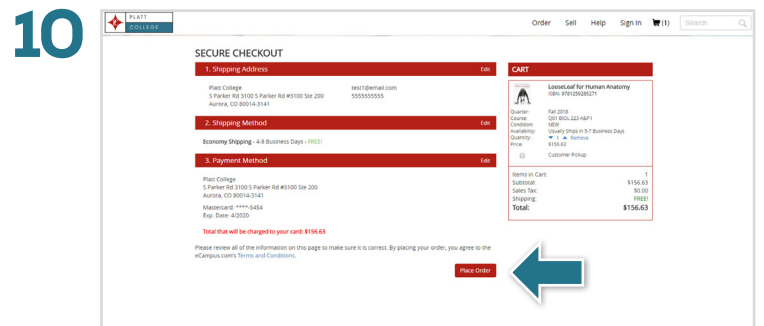 10
PLATT
COLLEGE
Order Sell Help Sign In (1) Search
SECURE CHECKOUT
1. Shipping Address Edit
Platt College test1@email.com
S Parker Rd 3100 S Parker Rd #3100 Ste 200 5555555555
Aurora, CO 80014-3141
2. Shipping Method Edit
Economy Shipping - 4-8 Business Days - FREE!
3. Payment Method Edit
Platt College
S Parker Rd 3100 S Parker Rd #3100 Ste 200
Aurora, CO 80014-3141
Mastercard: ****-5454
Exp. Date: 4/2020
Total that will be charged to your card: $156.63
Please review all of the information on this page to make sure it is correct. By placing your order, you agree to the
eCampus.com's Terms and Conditions.
Place Order
CART
LooseLeaf for Human Anatomy
ISBN: 9781259285271
Quarter: Fall 2018
Course: Q01 BIOL 223 A&P I
Condition: NEW
Availability: Usually Ships in 5-7 Business Days
Quantity: 1 Remove
Price: $156.63
Customer Pickup
Items in Cart: 1
Subtotal: $156.63
Sales Tax: $0.00
Shipping: FREE!
Total: $156.63